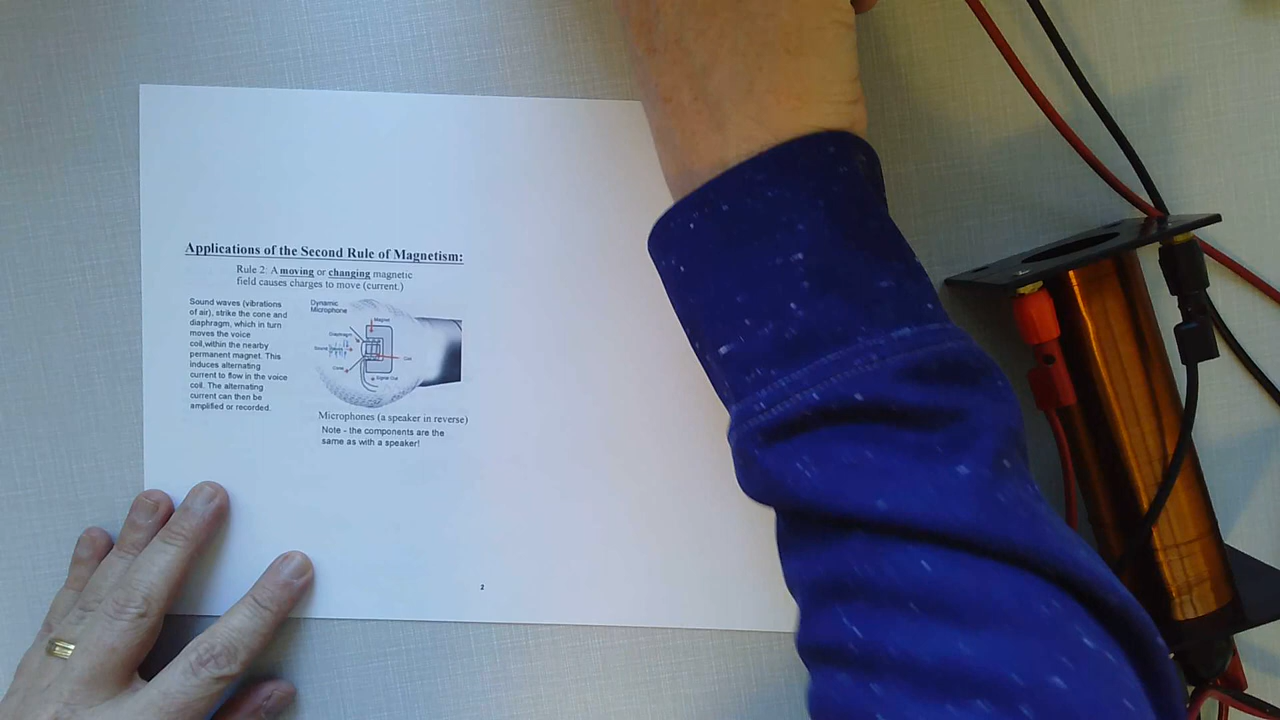 Applications of the Second Rule of Magnetism:
Rule 2: A moving or changing magnetic
field causes charges to move (current.)
Sound waves (vibrations
of air), strike the cone and
diaphragm, which in turn
moves the voice
coil,within the nearby
permanent magnet. This
induces alternating
current to flow in the voice
coil. The alternating
current can then be
amplified or recorded.
Dynamic
Microphone
Magnet
Diaphragm
Sound Waves
Coil
Cone
Signal Out
Microphones (a speaker in reverse)
Note - the components are the
same as with a speaker!
2